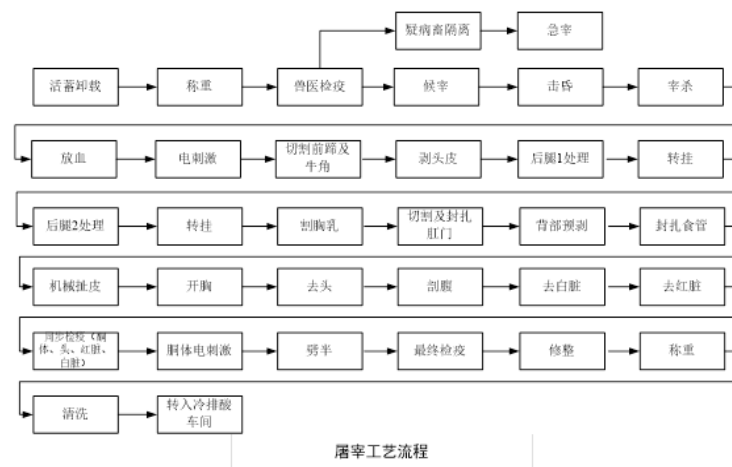 疑病畜隔离
急宰
活蓄卸载
称重
兽医检疫
候宰
击昏
宰杀
放血
电刺激
切割前蹄及
牛角
剥头皮
后腿1处理
转挂
后腿2处理
转挂
割胸乳
切割及封扎
肛门
背部预剥
封扎食管
机械扯皮
开胸
去头
剖腹
去白脏
去红脏
同步检疫（胴
体、头、红脏、
白脏）
胴体电刺激
劈半
最终检疫
修整
称重
清洗
转入冷排酸
车间
屠宰工艺流程